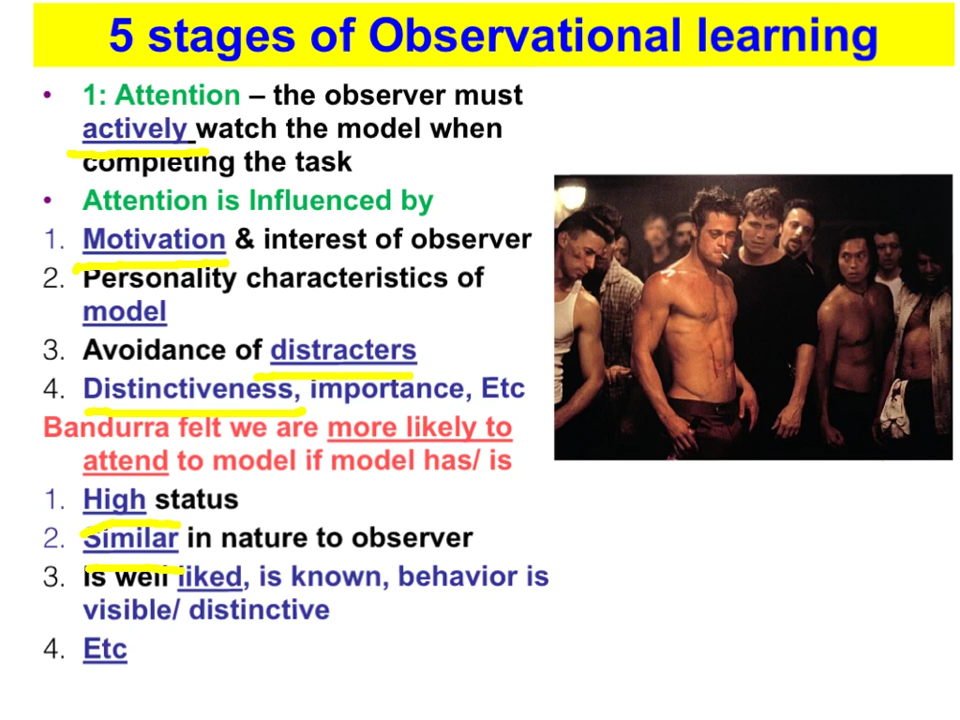 5 stages of Observational learning
• 1: Attention – the observer must
actively watch the model when
completing the task
• Attention is Influenced by
1. Motivation & interest of observer
2. Personality characteristics of
model
3. Avoidance of distracters
4. Distinctiveness, importance, Etc
Bandurra felt we are more likely to
attend to model if model has/ is
1. High status
2. Similar in nature to observer
3. Is well liked, is known, behavior is
visible/ distinctive
4. Etc